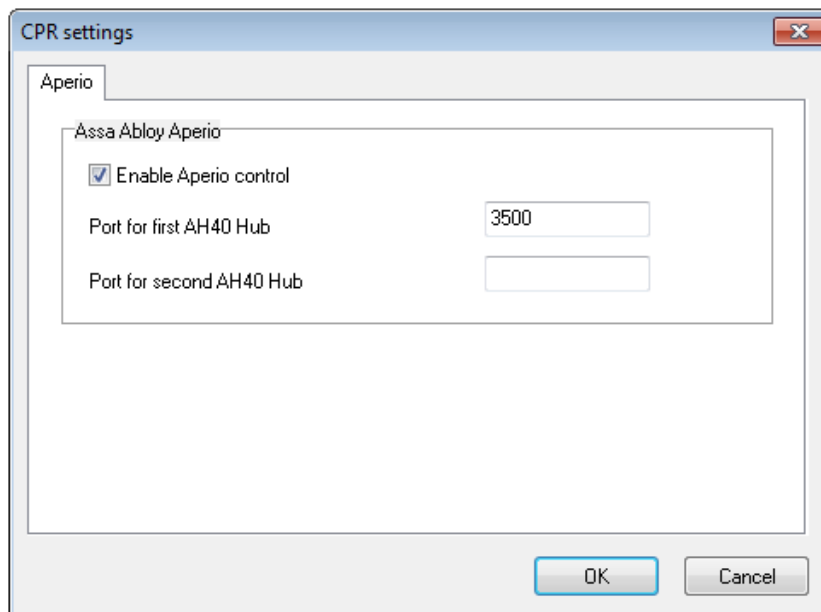 CPR settings
Aperio
Assa Abloy Aperio
Enable Aperio control
Port for first AH40 Hub 3500
Port for second AH40 Hub
OK Cancel